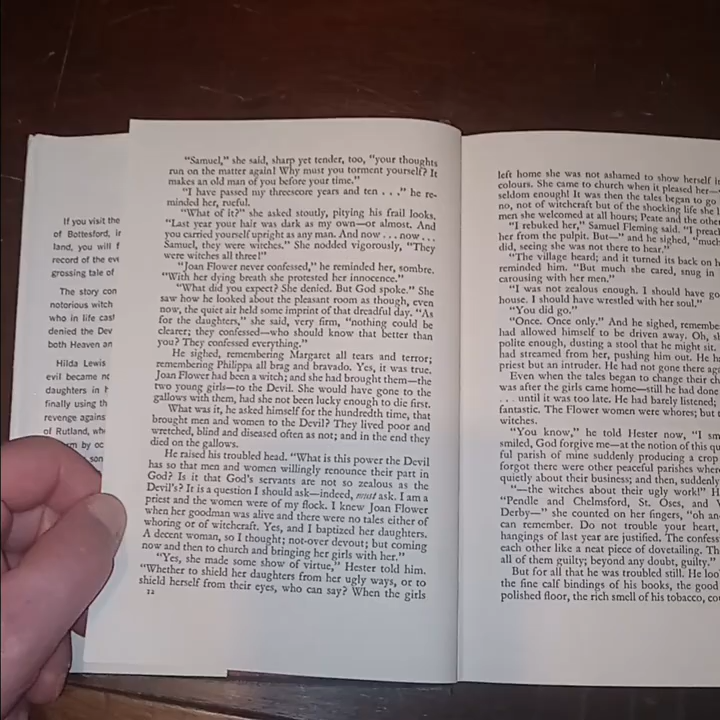 If you visit the
of Bottesford, in
land, you will f
record of the eve
grossing tale of
The story con
notorious witch
who in life cast
denied the Dev
both Heaven an
Hilda Lewis
evil became no
daughters in h
finally using th
revenge agains
of Rutland, wh
m by oc
son
"Samuel," she said, sharp yet tender, too, "your thoughts
run on the matter again! Why must you torment yourself? It
makes an old man of you before your time."
"I have passed my threescore years and ten . . ." he re-
minded her, rueful.
"What of it?" she asked stoutly, pitying his frail looks.
"Last year your hair was dark as my own—or almost. And
you carried yourself upright as any man. And now . . . now . . .
Samuel, they were witches." She nodded vigorously, "They
were witches all three!"
"Joan Flower never confessed," he reminded her, sombre.
"With her dying breath she protested her innocence."
"What did you expect? She denied. But God spoke." She
saw how he looked about the pleasant room as though, even
now, the quiet air held some imprint of that dreadful day. "As
for the daughters," she said, very firm, "nothing could be
clearer; they confessed—who should know that better than
you? They confessed everything."
He sighed, remembering Margaret all tears and terror;
remembering Philippa all brag and bravado. Yes, it was true.
Joan Flower had been a witch; and she had brought them—the
two young girls—to the Devil. She would have gone to the
gallows with them, had she not been lucky enough to die first.
What was it, he asked himself for the hundredth time, that
brought men and women to the Devil? They lived poor and
wretched, blind and diseased often as not; and in the end they
died on the gallows.
He raised his troubled head. "What is this power the Devil
has so that men and women willingly renounce their part in
God? Is it that God's servants are not so zealous as the
Devil's? It is a question I should ask—indeed, must ask. I am a
priest and the women were of my flock. I knew Joan Flower
when her goodman was alive and there were no tales either of
whoring or of witchcraft. Yes, and I baptized her daughters.
A decent woman, so I thought; not-over devout; but coming
now and then to church and bringing her girls with her."
"Yes, she made some show of virtue," Hester told him.
"Whether to shield her daughters from her ugly ways, or to
shield herself from their eyes, who can say? When the girls
12
left home she was not ashamed to show herself in
colours. She came to church when it pleased her—
seldom enough! It was then the tales began to go
no, not of witchcraft but of the shocking life she l
men she welcomed at all hours; Peate and the other
"I rebuked her," Samuel Fleming said. "I preach
her from the pulpit. But—" and he sighed, "much
did, seeing she was not there to hear."
"The village heard; and it turned its back on h
reminded him. "But much she cared, snug in
carousing with her men."
"I was not zealous enough. I should have go
house. I should have wrestled with her soul."
"You did go."
"Once. Once only." And he sighed, remembe
had allowed himself to be driven away. Oh, sh
polite enough, dusting a stool that he might sit.
had streamed from her, pushing him out. He h
priest but an intruder. He had not gone there aga
Even when the tales began to change their ch
was after the girls came home—still he had done
. . . until it was too late. He had barely listened;
fantastic. The Flower women were whores; but n
witches.
"You know," he told Hester now, "I sm
smiled, God forgive me—at the notion of this qu
ful parish of mine suddenly producing a crop
forgot there were other peaceful parishes where
quietly about their business; and then, suddenly
"—the witches about their ugly work!" H
"Pendle and Chelmsford, St. Oses, and W
Derby—" she counted on her fingers, "oh an
can remember. Do not trouble your heart,
hangings of last year are justified. The confess
each other like a neat piece of dovetailing. Th
all of them guilty; beyond any doubt, guilty."
But for all that he was troubled still. He loo
the fine calf bindings of his books, the good
polished floor, the rich smell of his tobacco, co